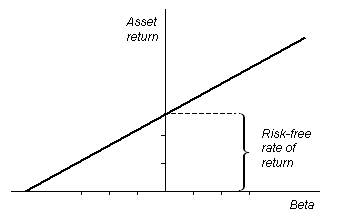 Asset
return
Risk-free
rate of
return
Beta